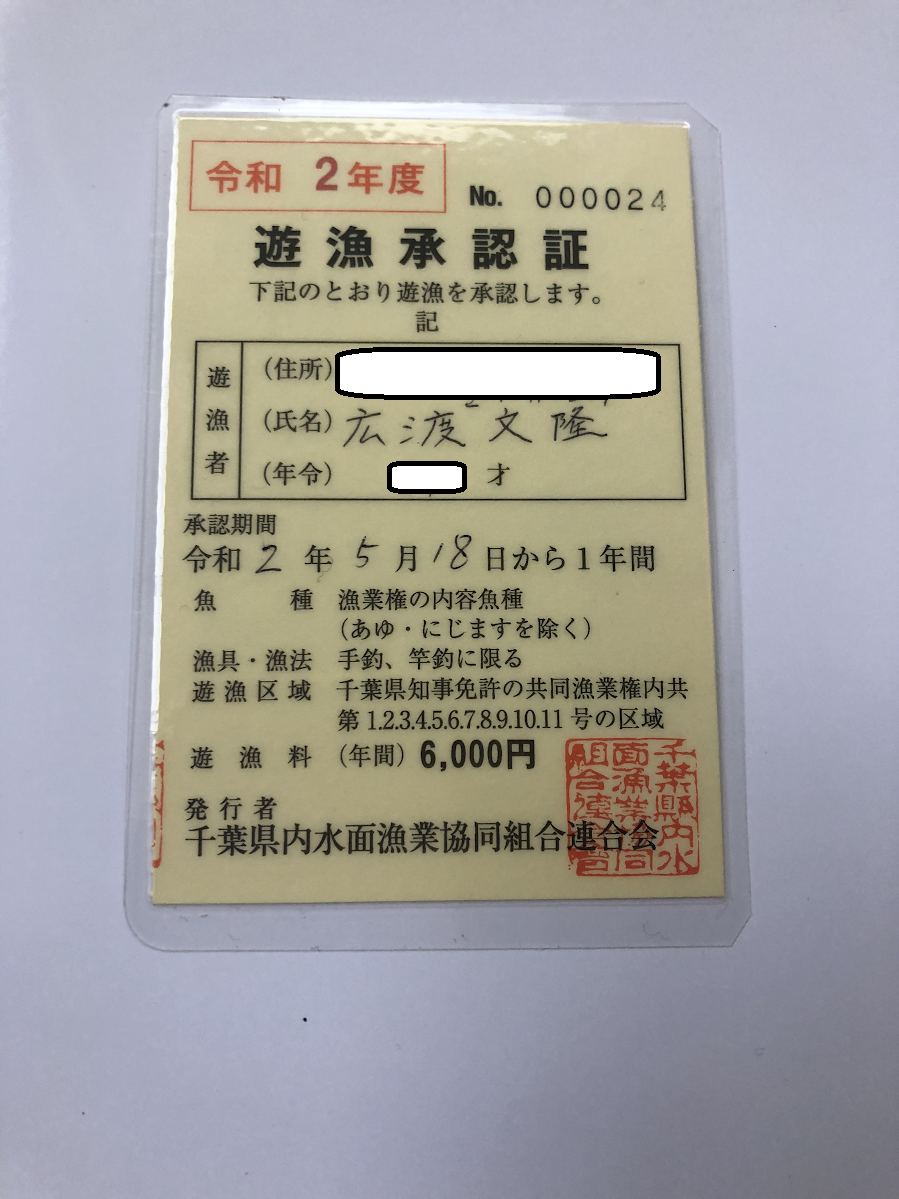 令和 2年度
No. 000024
遊漁承認証
下記のとおり遊漁を承認します。
記
遊漁者
(住所)
(氏名) 広渡文隆
(年令) 才
承認期間
令和 2 年 5 月 18 日から1年間
魚種 漁業権の内容魚種
(あゆ・にじますを除く)
漁具・漁法 手釣、竿釣に限る
遊漁区域 千葉県知事免許の共同漁業権内共
第1.2.3.4.5.6.7.8.9.10.11号の区域
遊漁料 (年間) 6,000円
発行者
千葉県内水面漁業協同組合連合会